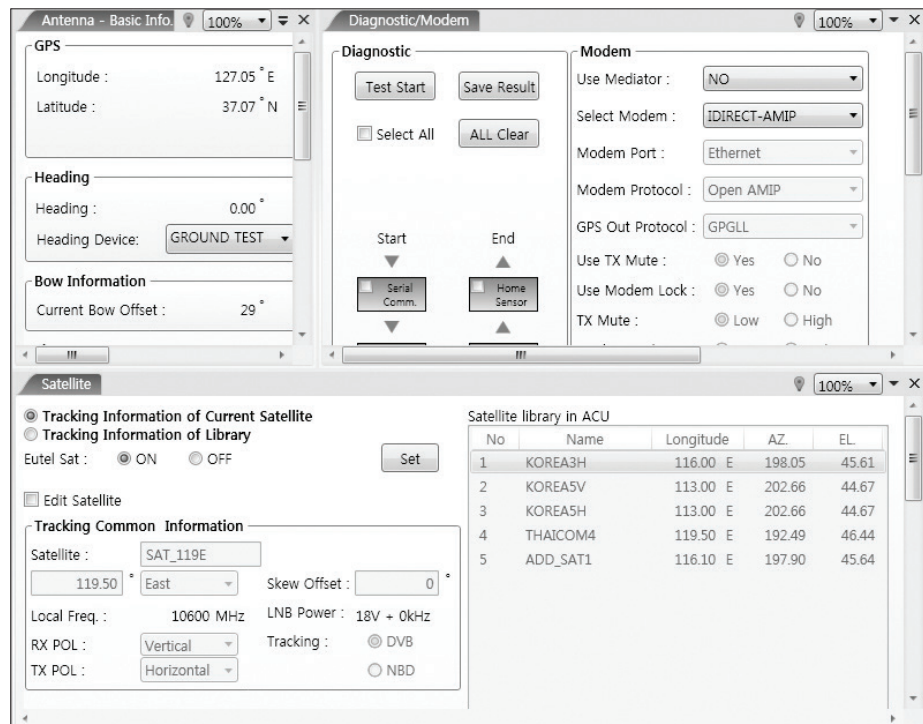 Antenna - Basic Info.
100%
GPS
Longitude : 127.05 ° E
Latitude : 37.07 ° N
Heading
Heading : 0.00 °
Heading Device: GROUND TEST
Bow Information
Current Bow Offset : 29 °
Diagnostic/Modem
100%
Diagnostic
Test Start
Save Result
Select All
ALL Clear
Start
End
Serial
Comm.
Home
Sensor
Modem
Use Mediator : NO
Select Modem : IDIRECT-AMIP
Modem Port : Ethernet
Modem Protocol : Open AMIP
GPS Out Protocol : GPGLL
Use TX Mute : Yes No
Use Modem Lock : Yes No
TX Mute : Low High
Satellite
100%
Tracking Information of Current Satellite
Tracking Information of Library
Eutel Sat : ON OFF
Set
Edit Satellite
Tracking Common Information
Satellite : SAT_119E
119.50 ° East
Skew Offset : 0 °
Local Freq. : 10600 MHz
LNB Power : 18V + 0kHz
RX POL : Vertical
Tracking : DVB
TX POL : Horizontal
NBD
Satellite library in ACU
No Name Longitude AZ. EL.
1 KOREA3H 116.00 E 198.05 45.61
2 KOREA5V 113.00 E 202.66 44.67
3 KOREA5H 113.00 E 202.66 44.67
4 THAICOM4 119.50 E 192.49 46.44
5 ADD_SAT1 116.10 E 197.90 45.64